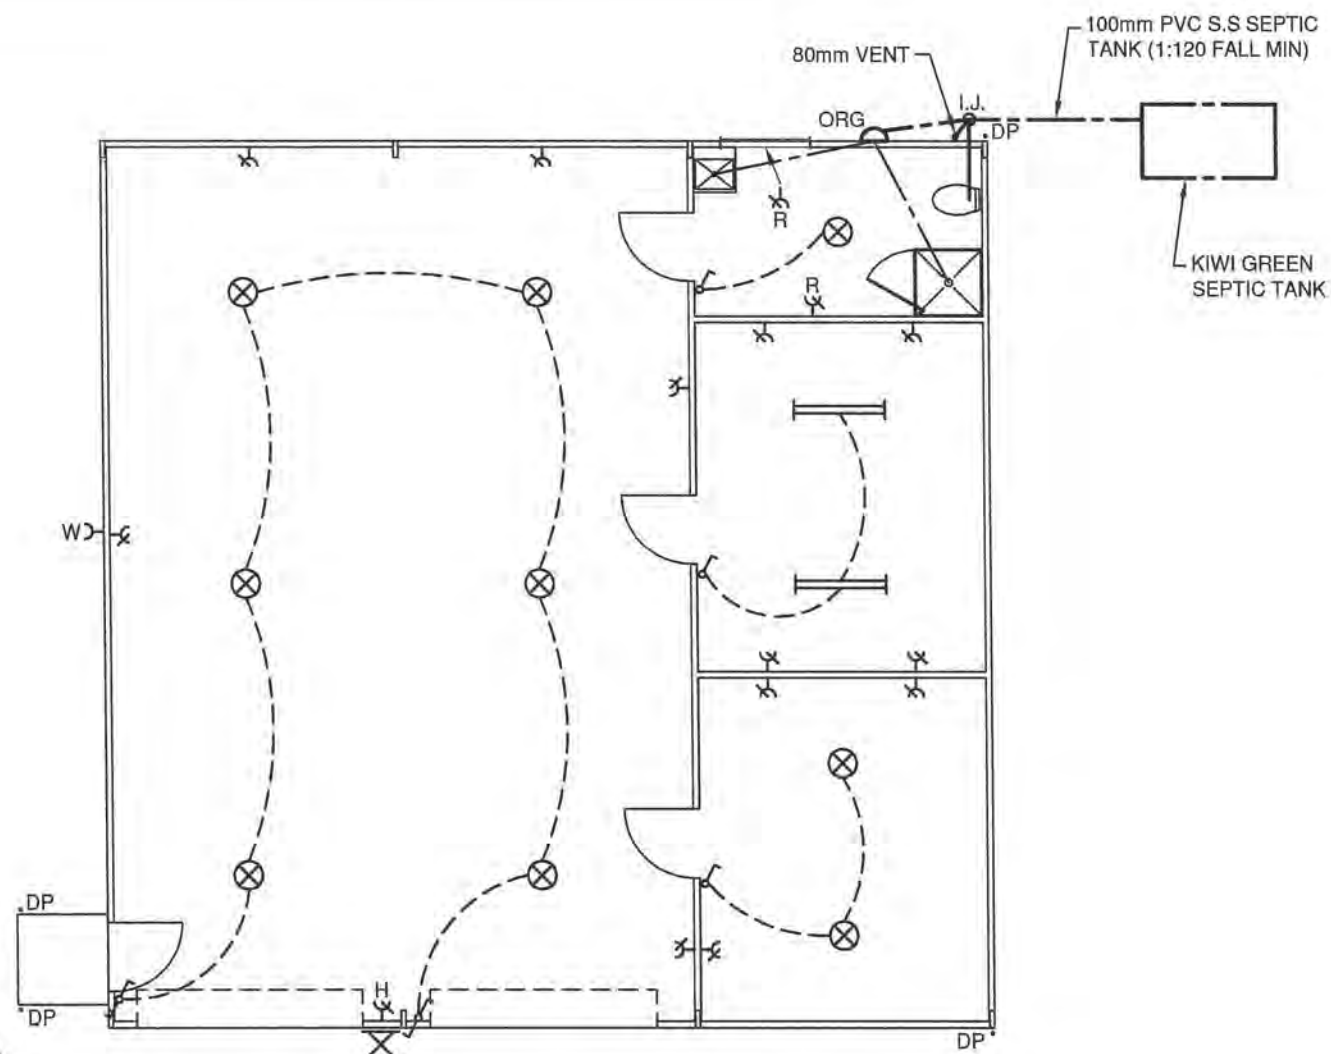 100mm PVC S.S SEPTIC
TANK (1:120 FALL MIN)
80mm VENT
I.J.
ORG
DP
R
R
KIWI GREEN
SEPTIC TANK
W
DP
H
DP
DP